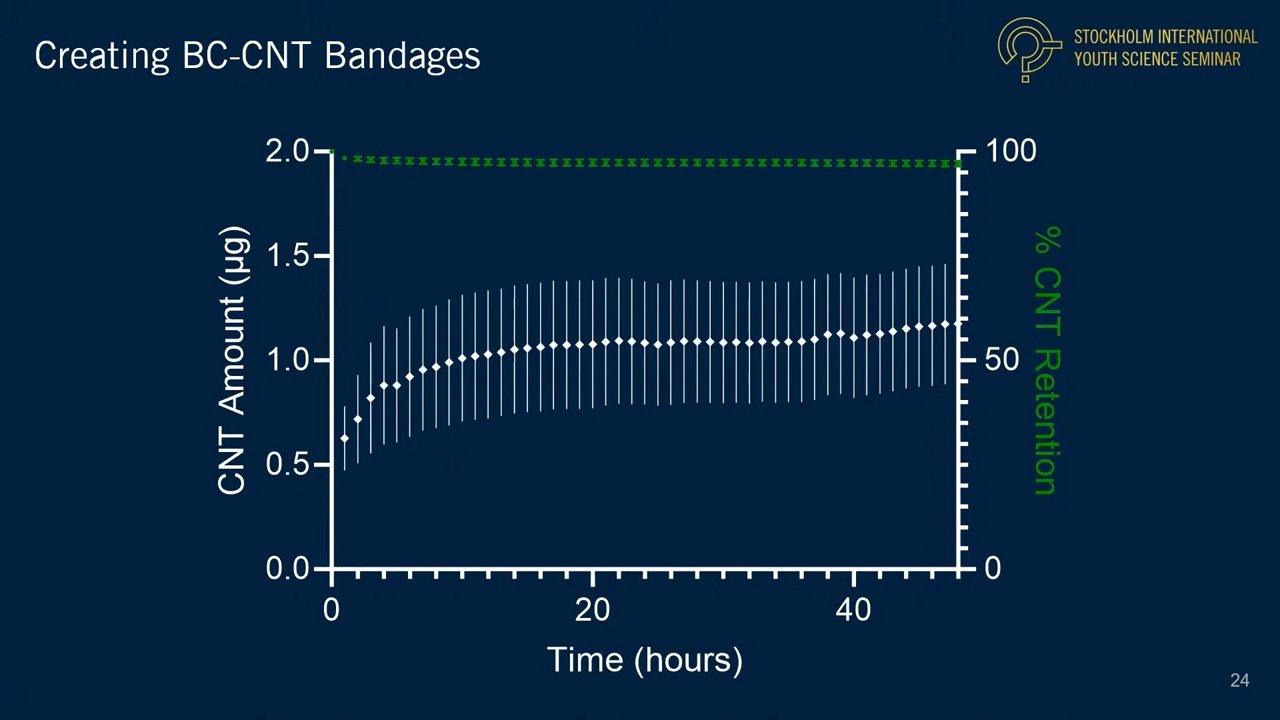 Creating BC-CNT Bandages
STOCKHOLM INTERNATIONAL
YOUTH SCIENCE SEMINAR
2.0
1.5
1.0
0.5
0.0
CNT Amount (µg)
100
50
0
% CNT Retention
0
20
40
Time (hours)
24